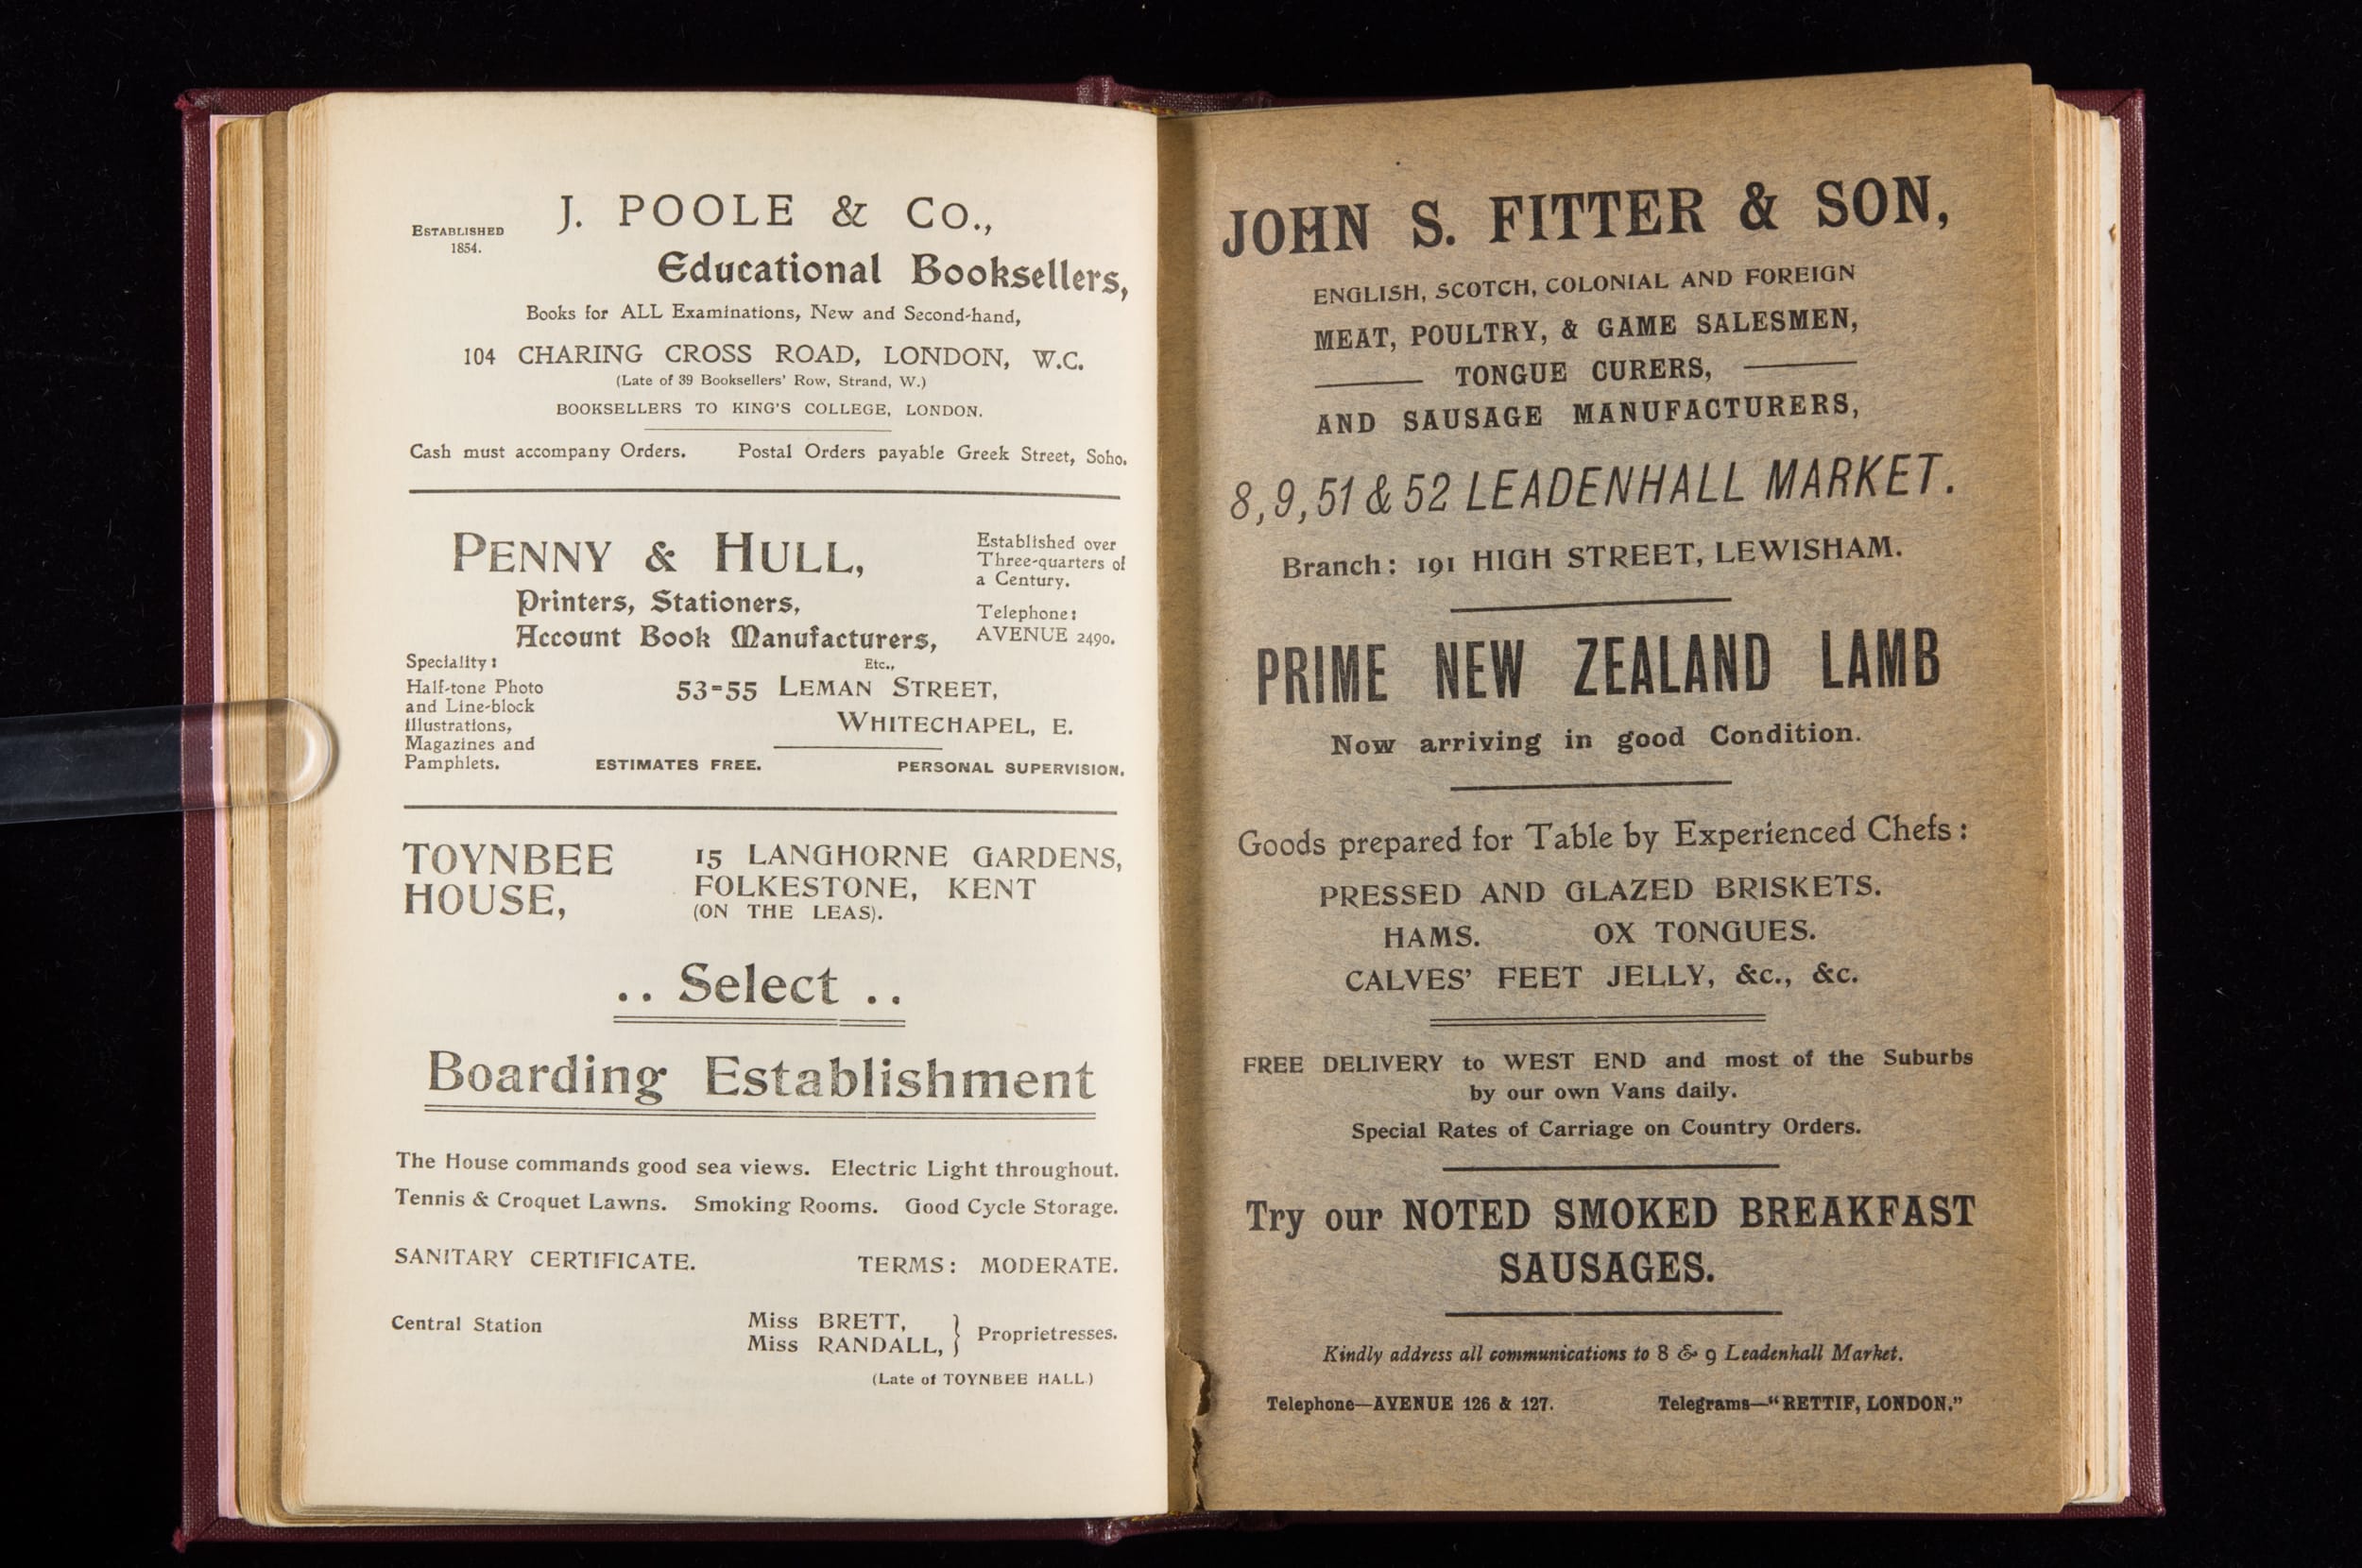 J. POOLE & Co.,
ESTABLISHED
1854.
Educational Booksellers,
Books for ALL Examinations, New and Second-hand,
104 CHARING CROSS ROAD, LONDON, W.C.
(Late of 39 Booksellers' Row, Strand, W.)
BOOKSELLERS TO KING'S COLLEGE, LONDON.
Cash must accompany Orders. Postal Orders payable Greek Street, Soho.
PENNY & HULL,
Established over
Three-quarters of
a Century.
Printers, Stationers,
Telephone:
AVENUE 2490.
Account Book Manufacturers,
Etc.,
Speciality:
Half-tone Photo
and Line-block
Illustrations,
Magazines and
Pamphlets.
53-55 LEMAN STREET,
WHITECHAPEL, E.
ESTIMATES FREE. PERSONAL SUPERVISION.
TOYNBEE
HOUSE,
15 LANGHORNE GARDENS,
FOLKESTONE, KENT
(ON THE LEAS).
.. Select ..
Boarding Establishment
The House commands good sea views. Electric Light throughout.
Tennis & Croquet Lawns. Smoking Rooms. Good Cycle Storage.
SANITARY CERTIFICATE. TERMS: MODERATE.
Central Station
Miss BRETT,
Miss RANDALL, } Proprietresses.
(Late of TOYNBEE HALL)
JOHN S. FITTER & SON,
ENGLISH, SCOTCH, COLONIAL AND FOREIGN
MEAT, POULTRY, & GAME SALESMEN,
TONGUE CURERS,
AND SAUSAGE MANUFACTURERS,
8, 9, 51 & 52 LEADENHALL MARKET.
Branch: 191 HIGH STREET, LEWISHAM.
PRIME NEW ZEALAND LAMB
Now arriving in good Condition.
Goods prepared for Table by Experienced Chefs:
PRESSED AND GLAZED BRISKETS.
HAMS. OX TONGUES.
CALVES' FEET JELLY, &c., &c.
FREE DELIVERY to WEST END and most of the Suburbs
by our own Vans daily.
Special Rates of Carriage on Country Orders.
Try our NOTED SMOKED BREAKFAST
SAUSAGES.
Kindly address all communications to 8 & 9 Leadenhall Market.
Telephone—AVENUE 126 & 127. Telegrams—"RETTIF, LONDON."